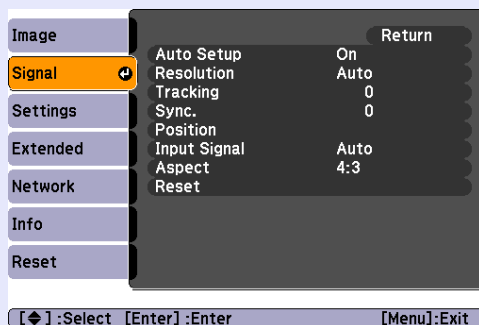 Image
Signal
Settings
Extended
Network
Info
Reset
Return
Auto Setup On
Resolution Auto
Tracking 0
Sync. 0
Position
Input Signal Auto
Aspect 4:3
Reset
[ ] :Select [Enter] :Enter [Menu]:Exit